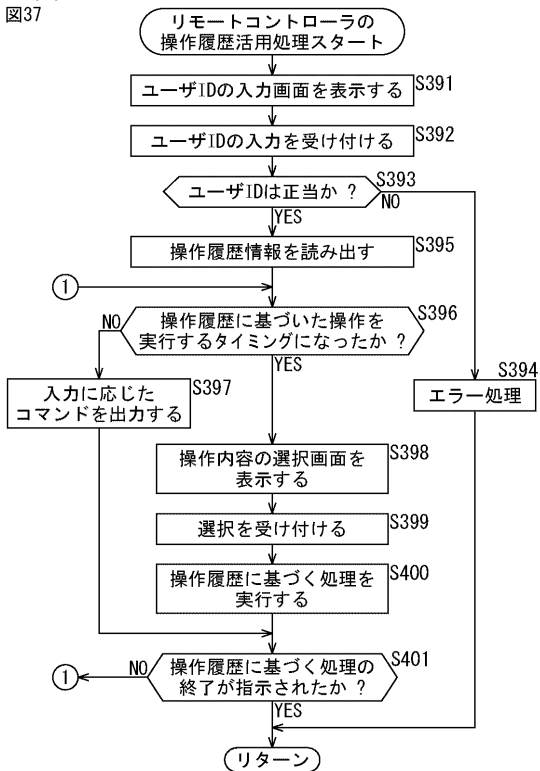 図37
リモートコントローラの
操作履歴活用処理スタート
ユーザIDの入力画面を表示する
S391
ユーザIDの入力を受け付ける
S392
ユーザIDは正当か ?
S393
NO
YES
操作履歴情報を読み出す
S395
1
操作履歴に基づいた操作を
実行するタイミングになったか ?
S396
NO
YES
入力に応じた
コマンドを出力する
S397
エラー処理
S394
操作内容の選択画面を
表示する
S398
選択を受け付ける
S399
操作履歴に基づく処理を
実行する
S400
操作履歴に基づく処理の
終了が指示されたか ?
S401
NO
1
YES
リターン